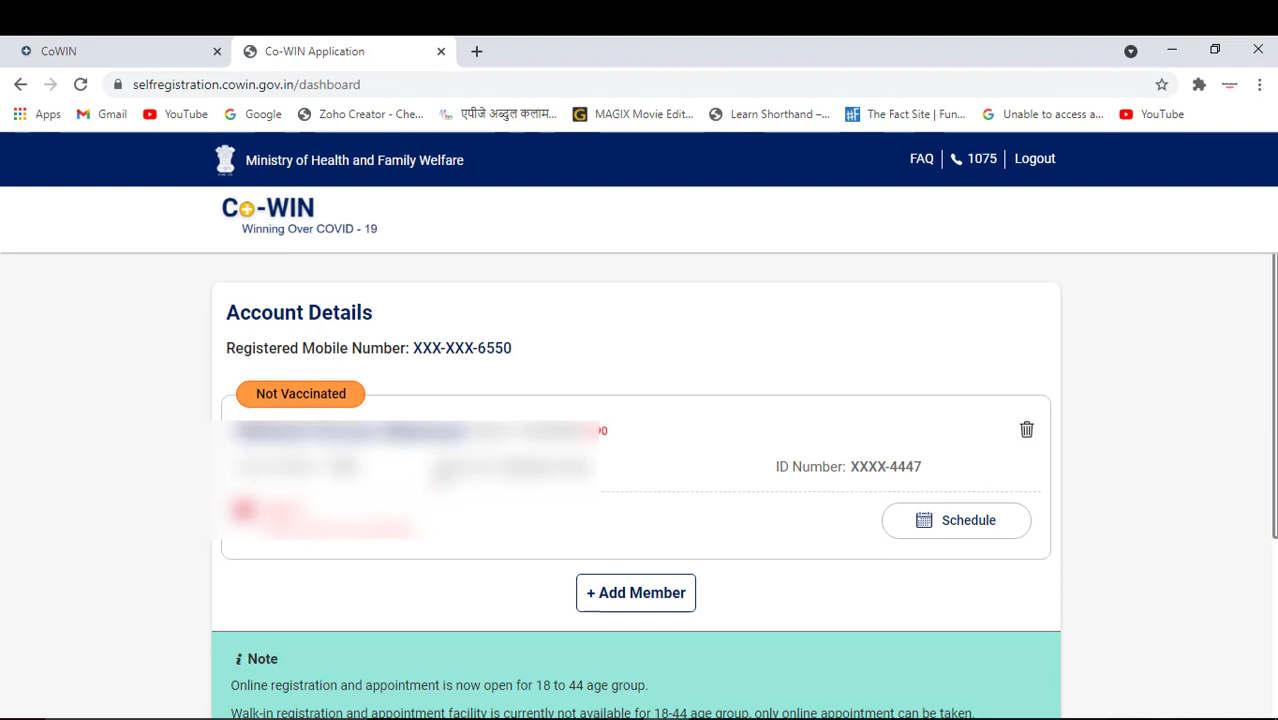 CoWIN
Co-WIN Application
selfregistration.cowin.gov.in/dashboard
Apps Gmail YouTube Google Zoho Creator - Che... एपीजे अब्दुल कलाम... MAGIX Movie Edit... Learn Shorthand –... The Fact Site | Fun... Unable to access a... YouTube
Ministry of Health and Family Welfare
FAQ 1075 Logout
Co-WIN
Winning Over COVID - 19
Account Details
Registered Mobile Number: XXX-XXX-6550
Not Vaccinated
ID Number: XXXX-4447
Schedule
+ Add Member
Note
Online registration and appointment is now open for 18 to 44 age group.
Walk-in registration and appointment facility is currently not available for 18-44 age group, only online appointment can be taken.